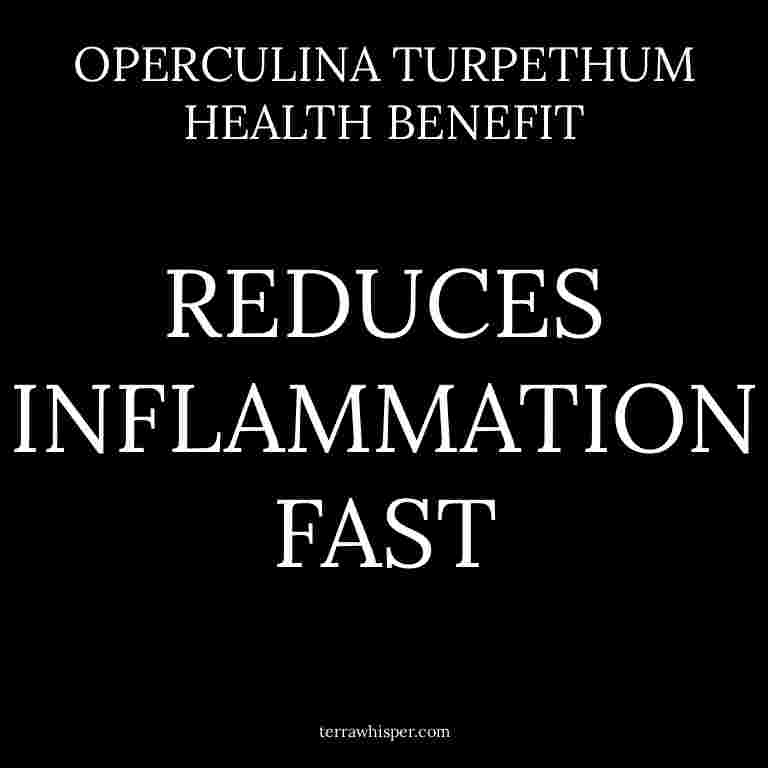 OPERCULINA TURPETHUM
HEALTH BENEFIT
REDUCES
INFLAMMATION
FAST
terrawhisper.com